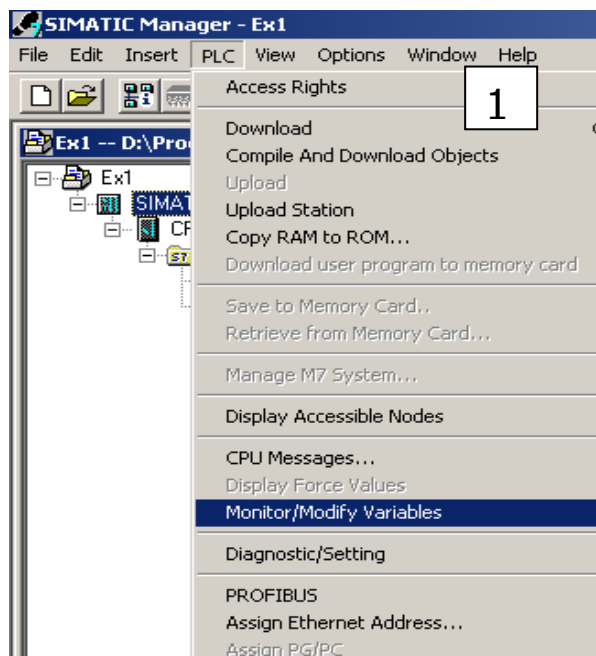 SIMATIC Manager - Ex1
File Edit Insert PLC View Options Window Help
1
Ex1 -- D:\Pro
Ex1
SIMAT
S7
Access Rights
Download
Compile And Download Objects
Upload
Upload Station
Copy RAM to ROM...
Download user program to memory card
Save to Memory Card..
Retrieve from Memory Card...
Manage M7 System...
Display Accessible Nodes
CPU Messages...
Display Force Values
Monitor/Modify Variables
Diagnostic/Setting
PROFIBUS
Assign Ethernet Address...
Assign PG/PC